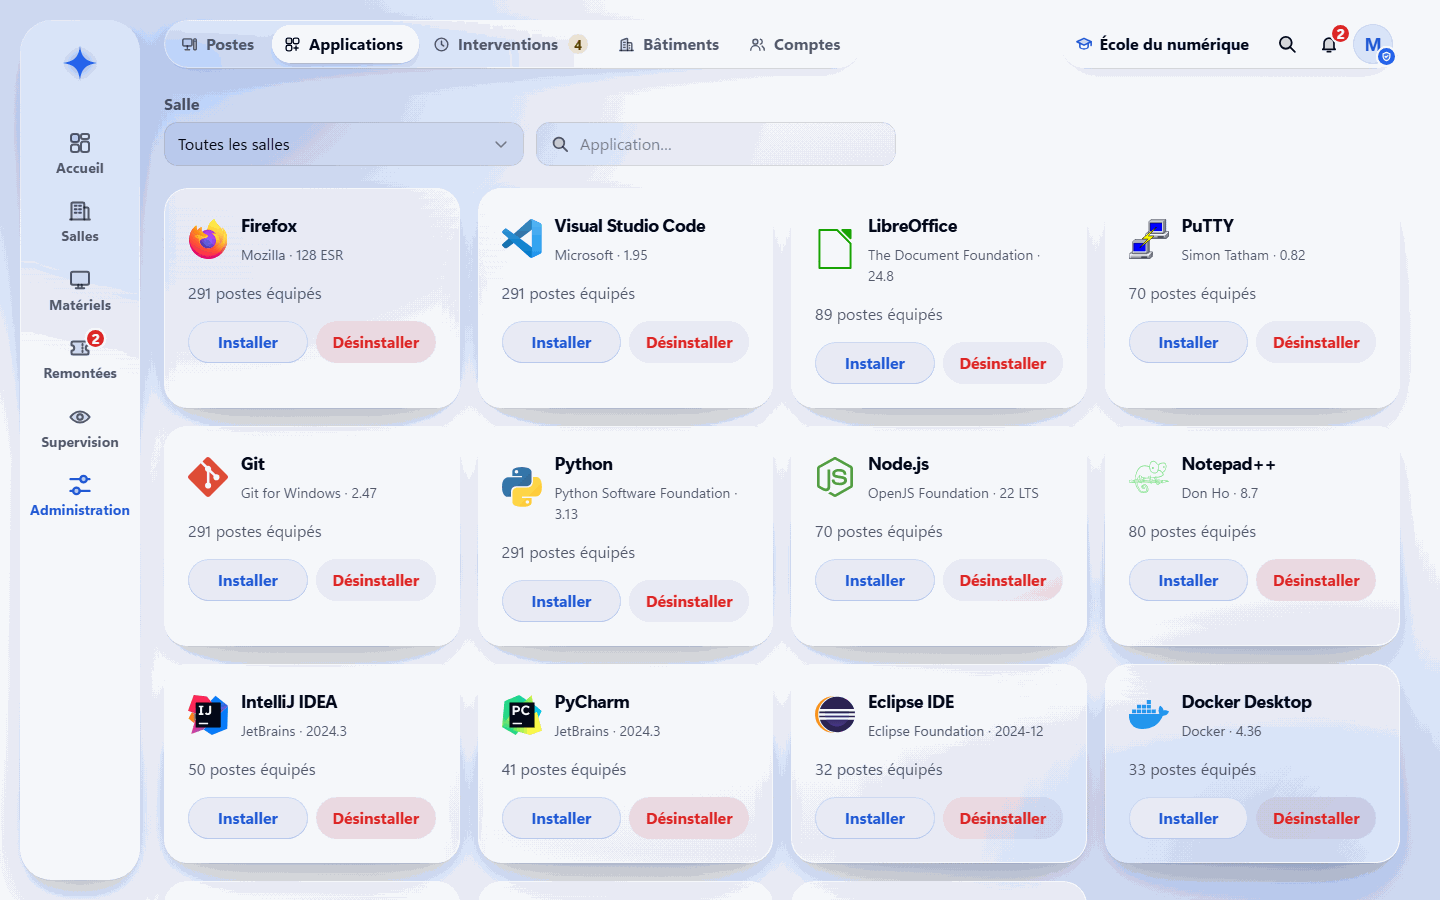 Postes
Applications
Interventions 4
Bâtiments
Comptes
École du numérique
2
M
Accueil
Salles
Matériels
2
Remontées
Supervision
Administration
Salle
Toutes les salles
Application...
Firefox
Mozilla · 128 ESR
291 postes équipés
Installer
Désinstaller
Visual Studio Code
Microsoft · 1.95
291 postes équipés
Installer
Désinstaller
LibreOffice
The Document Foundation ·
24.8
89 postes équipés
Installer
Désinstaller
PuTTY
Simon Tatham · 0.82
70 postes équipés
Installer
Désinstaller
Git
Git for Windows · 2.47
291 postes équipés
Installer
Désinstaller
Python
Python Software Foundation ·
3.13
291 postes équipés
Installer
Désinstaller
JS
Node.js
OpenJS Foundation · 22 LTS
70 postes équipés
Installer
Désinstaller
Notepad++
Don Ho · 8.7
80 postes équipés
Installer
Désinstaller
IJ
IntelliJ IDEA
JetBrains · 2024.3
50 postes équipés
Installer
Désinstaller
PC
PyCharm
JetBrains · 2024.3
41 postes équipés
Installer
Désinstaller
Eclipse IDE
Eclipse Foundation · 2024-12
32 postes équipés
Installer
Désinstaller
Docker Desktop
Docker · 4.36
33 postes équipés
Installer
Désinstaller